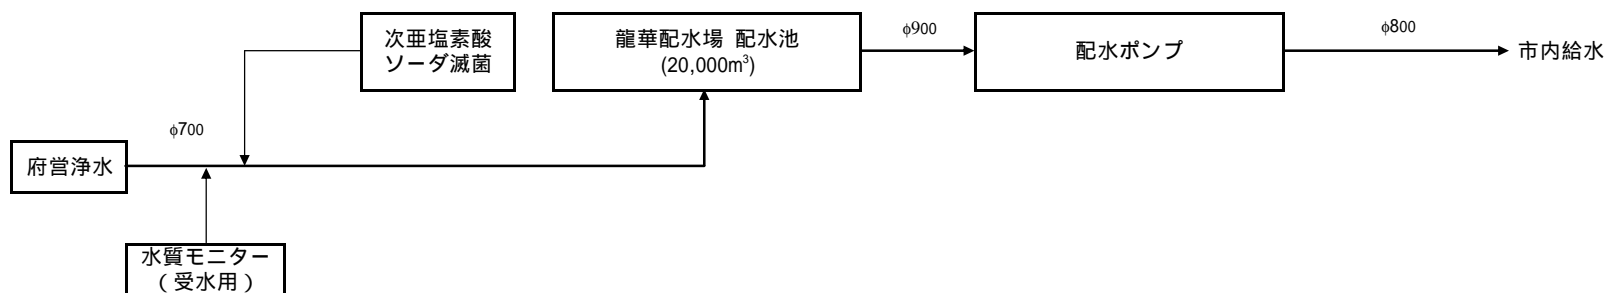 次亜塩素酸
ソーダ滅菌
龍華配水場 配水池
(20,000m³)
φ900
配水ポンプ
φ800
市内給水
φ700
府営浄水
水質モニター
(受水用)